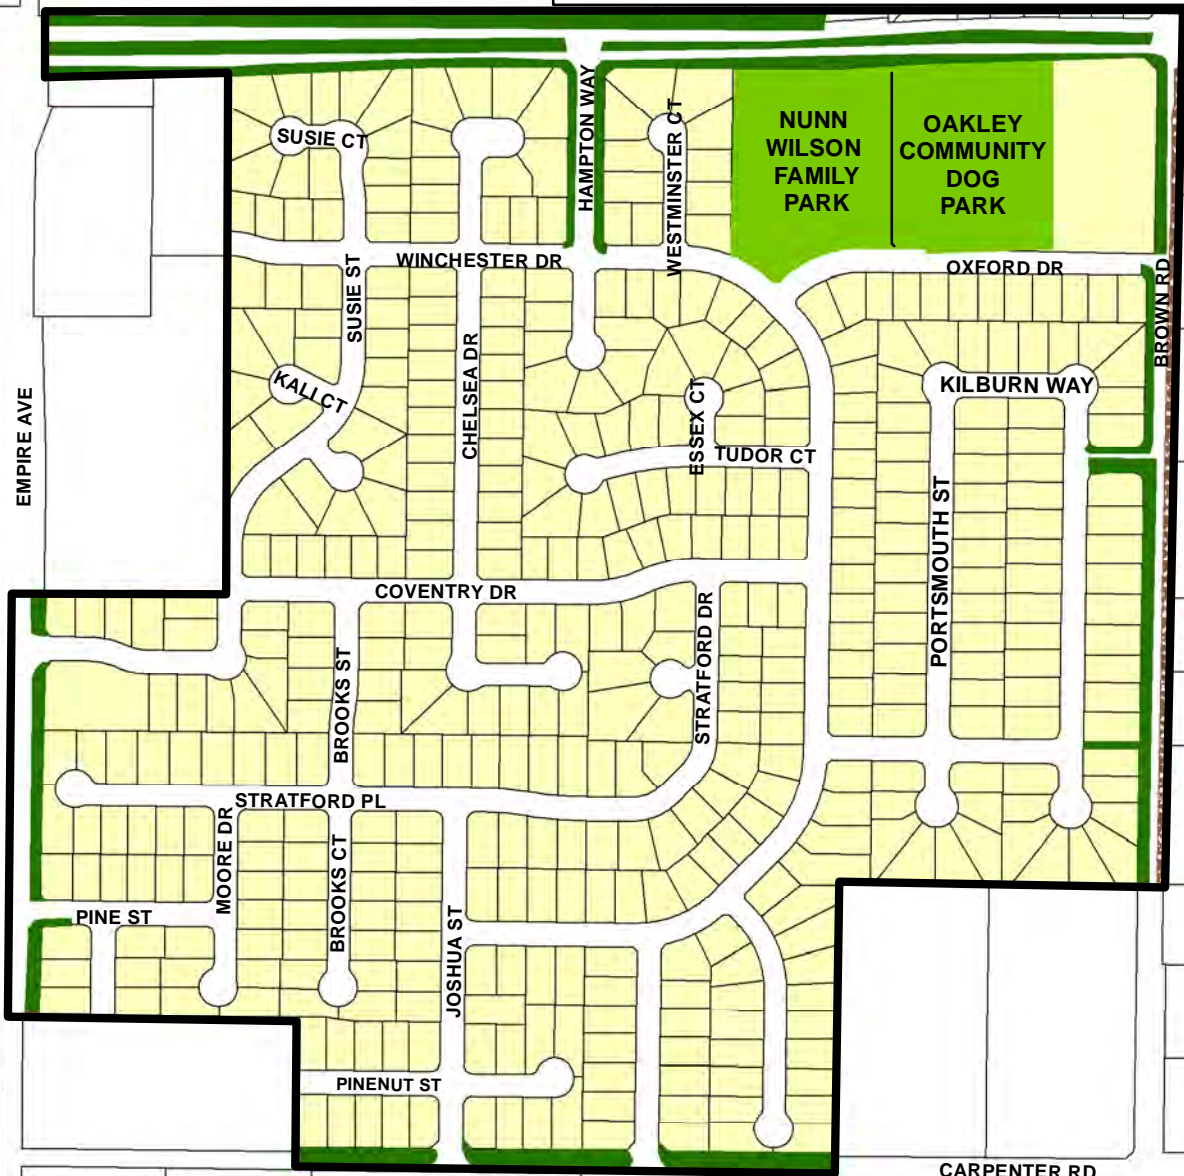 NUNN
WILSON
FAMILY
PARK
OAKLEY
COMMUNITY
DOG
PARK
HAMPTON WAY
WESTMINSTER CT
SUSIE CT
WINCHESTER DR
OXFORD DR
BROWN RD
SUSIE ST
CHELSEA DR
KALI CT
ESSEX CT
KILBURN WAY
EMPIRE AVE
TUDOR CT
PORTSMOUTH ST
COVENTRY DR
STRATFORD DR
BROOKS ST
STRATFORD PL
MOORE DR
BROOKS CT
PINE ST
JOSHUA ST
PINENUT ST
CARPENTER RD